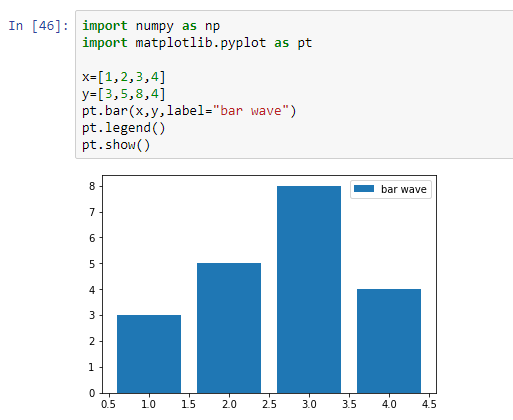 In [46]: import numpy as np
import matplotlib.pyplot as pt
x=[1,2,3,4]
y=[3,5,8,4]
pt.bar(x,y,label="bar wave")
pt.legend()
pt.show()
bar wave
8
7
6
5
4
3
2
1
0
0.5 1.0 1.5 2.0 2.5 3.0 3.5 4.0 4.5